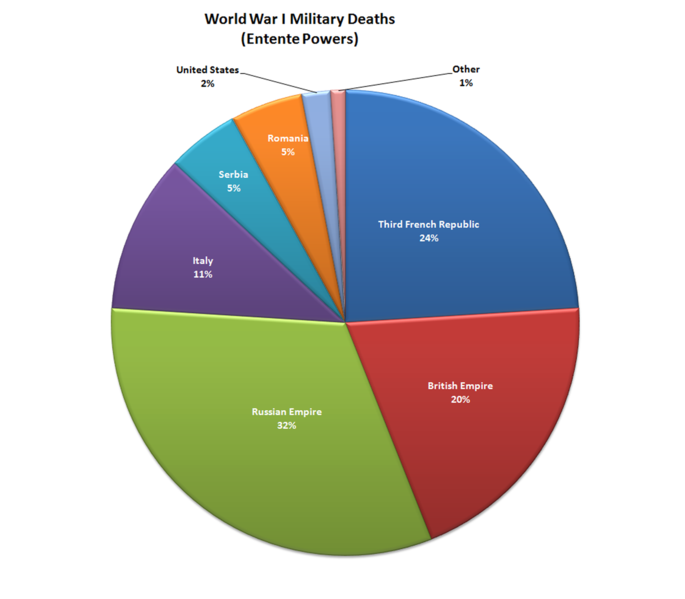 World War I Military Deaths
(Entente Powers)
United States
2%
Other
1%
Romania
5%
Serbia
5%
Third French Republic
24%
Italy
11%
British Empire
20%
Russian Empire
32%